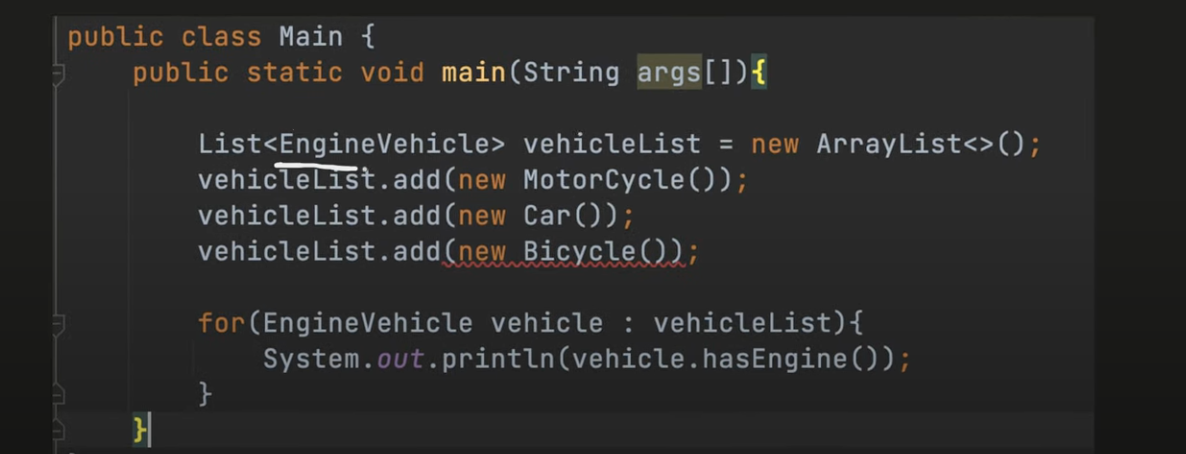 public class Main {
public static void main(String args[]){
List<EngineVehicle> vehicleList = new ArrayList<>();
vehicleList.add(new MotorCycle());
vehicleList.add(new Car());
vehicleList.add(new Bicycle());
for(EngineVehicle vehicle : vehicleList){
System.out.println(vehicle.hasEngine());
}
}